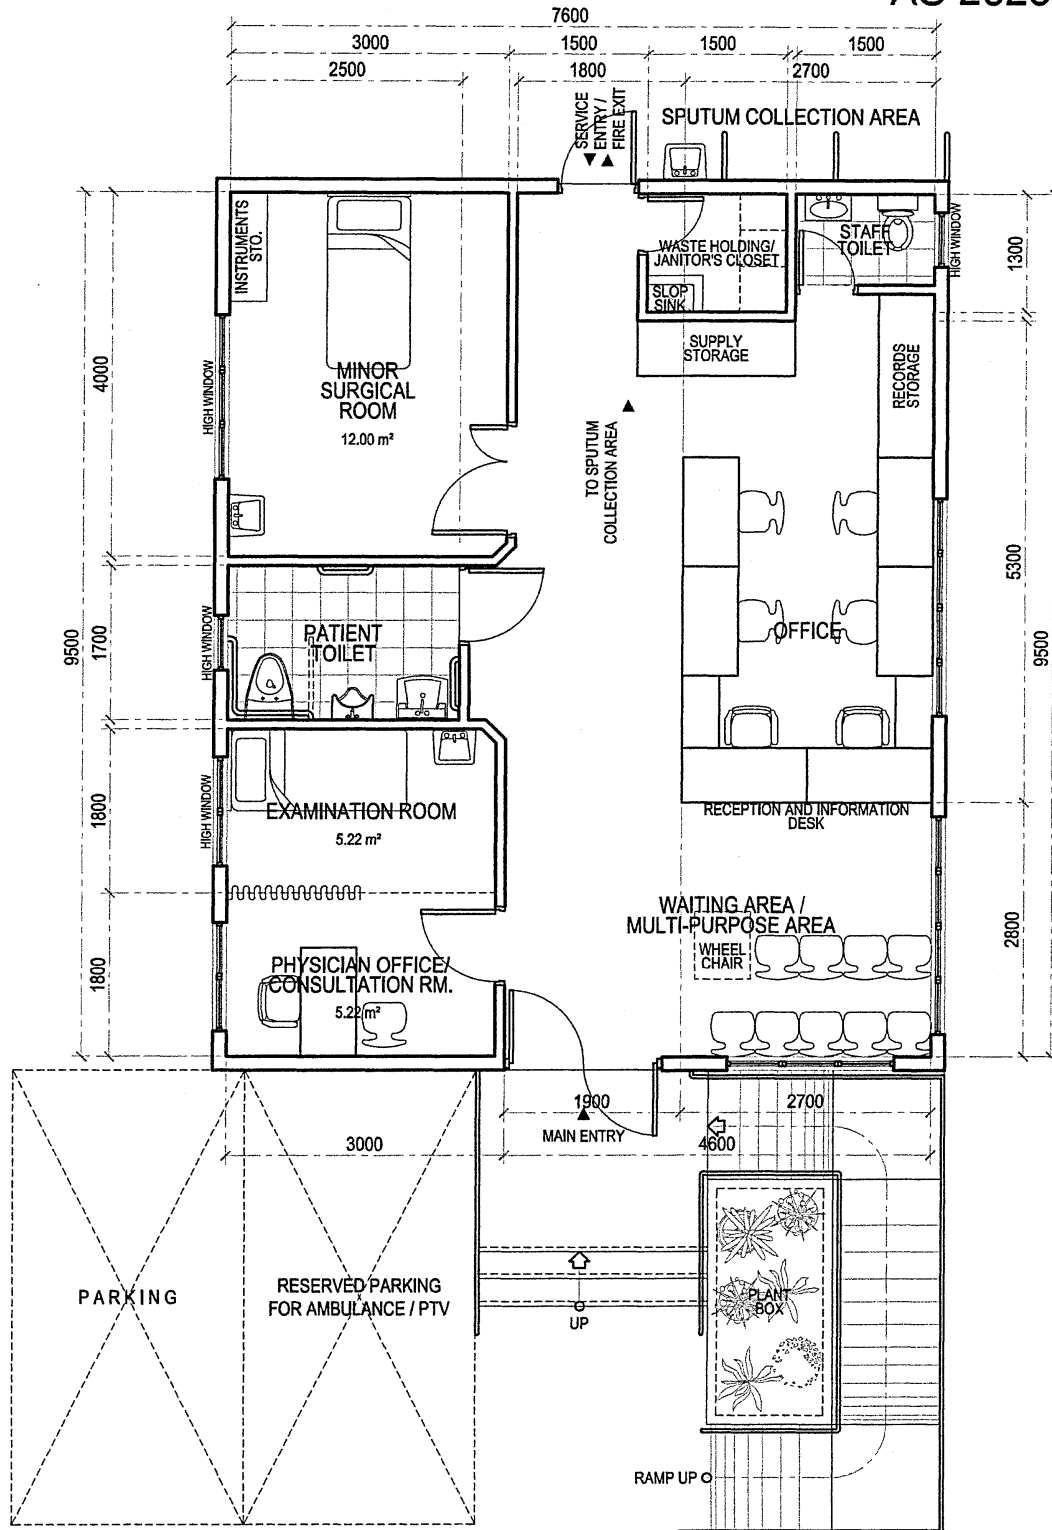 7600
3000
1500
1500
1500
2500
1800
2700
SERVICE
ENTRY /
FIRE EXIT
SPUTUM COLLECTION AREA
INSTRUMENTS
STO.
WASTE HOLDING/
JANITOR'S CLOSET
STAFF
TOILET
HIGH WINDOW
1300
SLOP
SINK
SUPPLY
STORAGE
RECORDS
STORAGE
HIGH WINDOW
4000
MINOR
SURGICAL
ROOM
12.00 m²
TO SPUTUM
COLLECTION AREA
5300
9500
1700
HIGH WINDOW
PATIENT
TOILET
OFFICE
9500
1800
HIGH WINDOW
EXAMINATION ROOM
5.22 m²
RECEPTION AND INFORMATION
DESK
WAITING AREA /
MULTI-PURPOSE AREA
WHEEL
CHAIR
2800
1800
PHYSICIAN OFFICE/
CONSULTATION RM.
5.22 m²
1900
2700
MAIN ENTRY
3000
4600
PARKING
RESERVED PARKING
FOR AMBULANCE / PTV
UP
PLANT
BOX
RAMP UP